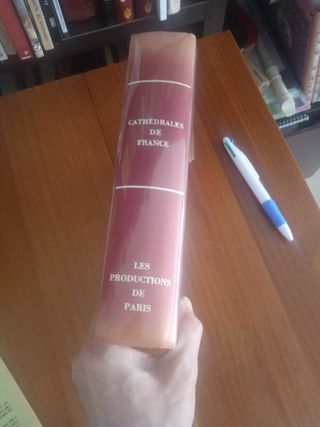 CATHÉDRALES
DE
FRANCE
LES
PRODUCTIONS
DE
PARIS